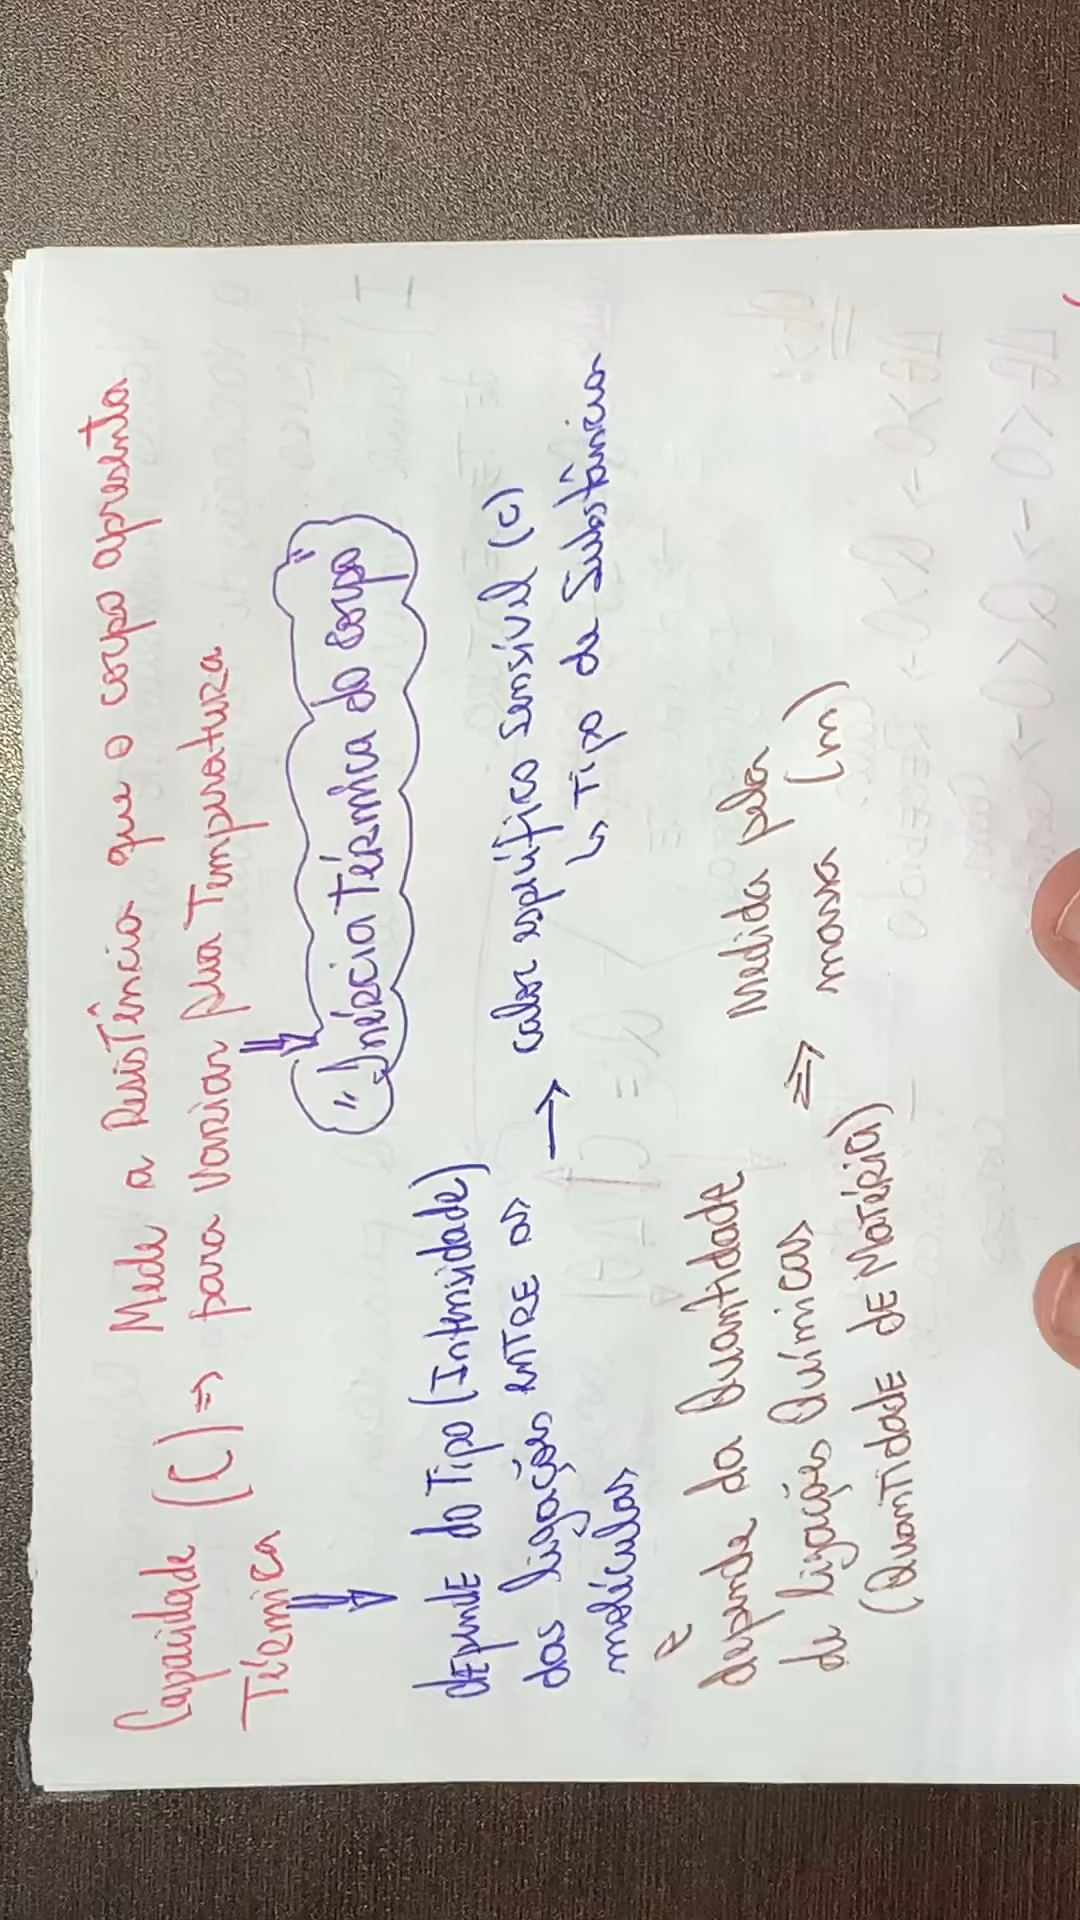 Capacidade Térmica (C) ⇒ Mede a Resistência que o corpo apresenta
para variar sua Temperatura
"Inércia Térmica do corpo"
dEpendE do Tipo (Intensidade)
das ligações ENTRE as
moléculas
→ calor específico sensível (c)
↳ Tipo de Substância
e
depende da Quantidade
de ligações Químicas
(Quantidade dE Matéria)
⇒ Medida pela
massa (m)